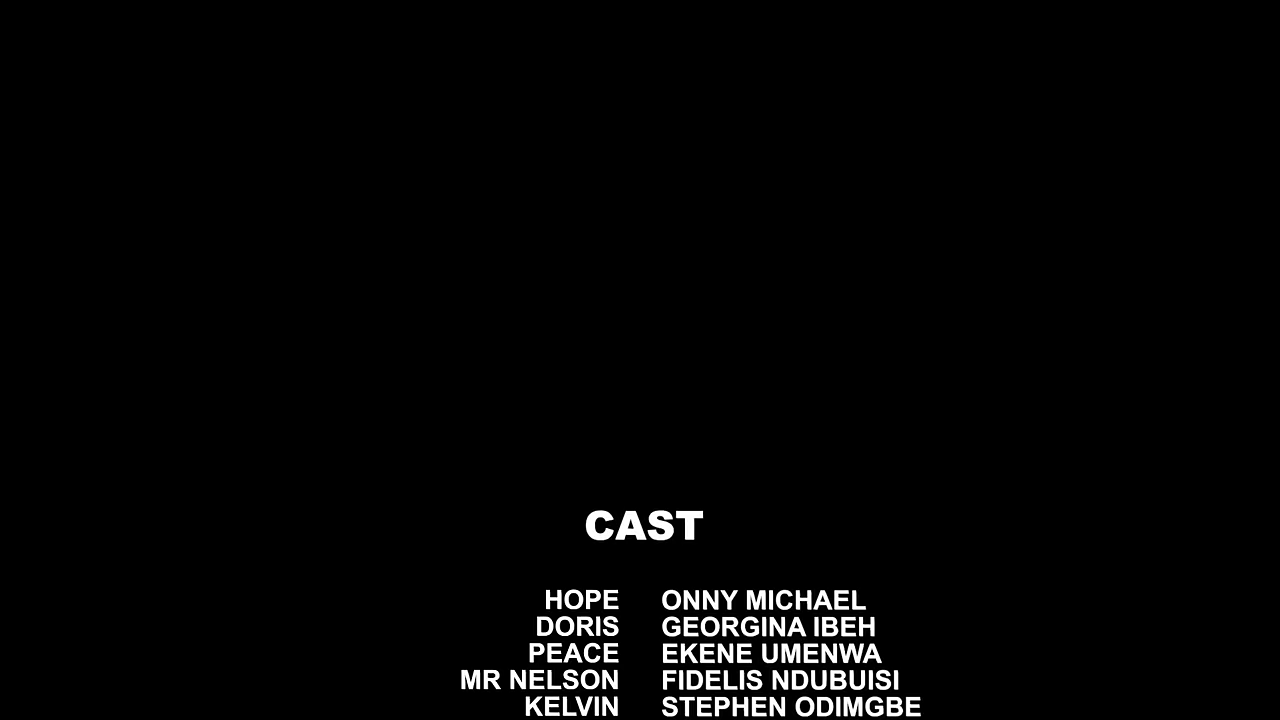 CAST
HOPE ONNY MICHAEL
DORIS GEORGINA IBEH
PEACE EKENE UMENWA
MR NELSON FIDELIS NDUBUISI
KELVIN STEPHEN ODIMGBE